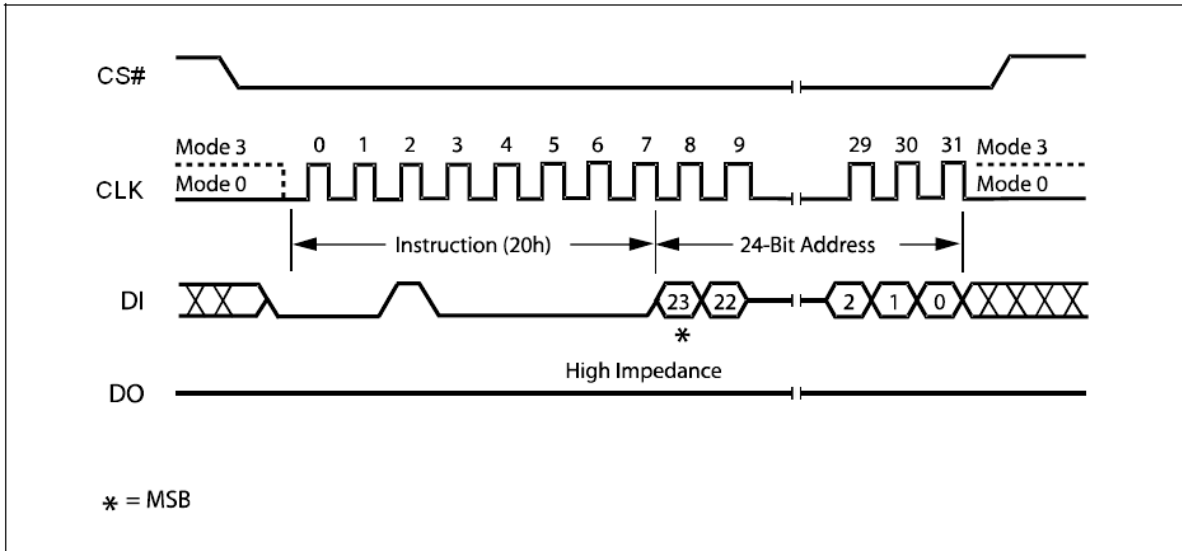 CS#
Mode 3 0 1 2 3 4 5 6 7 8 9 29 30 31 Mode 3
CLK Mode 0 Mode 0
Instruction (20h) 24-Bit Address
DI 23 22 2 1 0
*
High Impedance
DO
* = MSB